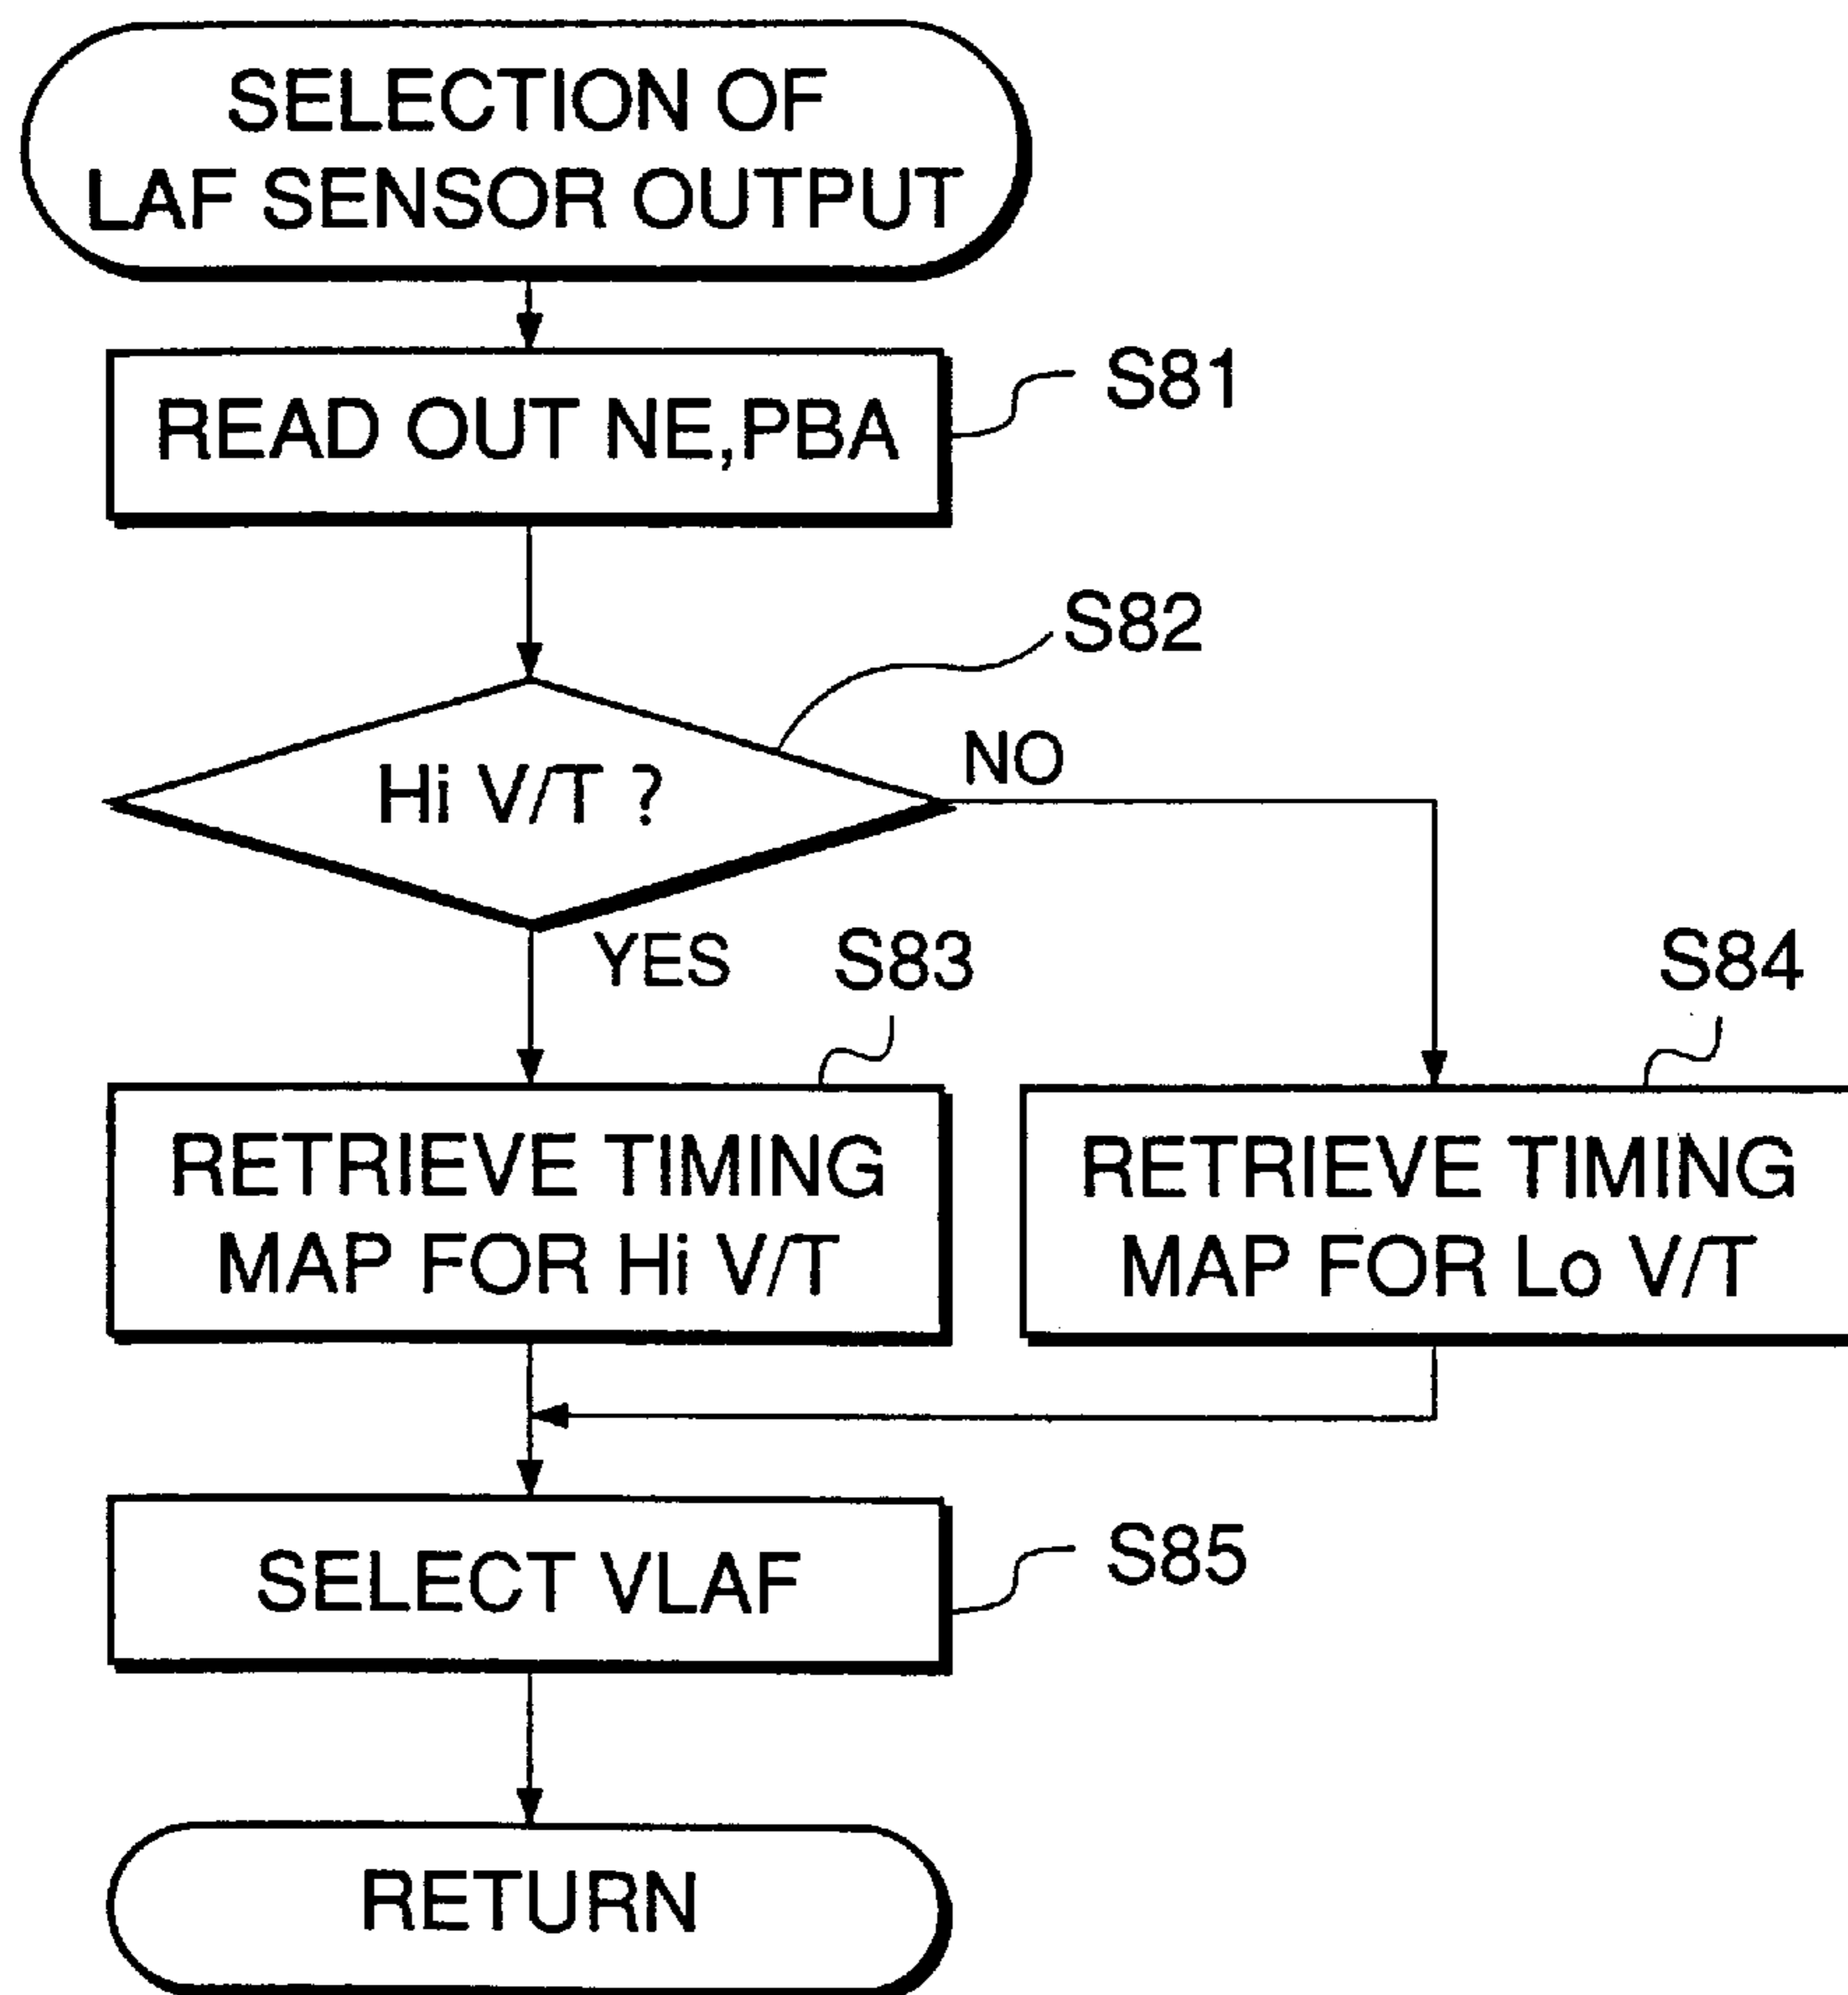 SELECTION OF
LAF SENSOR OUTPUT
READ OUT NE,PBA
S81
S82
Hi V/T ?
NO
YES
S83
S84
RETRIEVE TIMING
MAP FOR Hi V/T
RETRIEVE TIMING
MAP FOR Lo V/T
SELECT VLAF
S85
RETURN